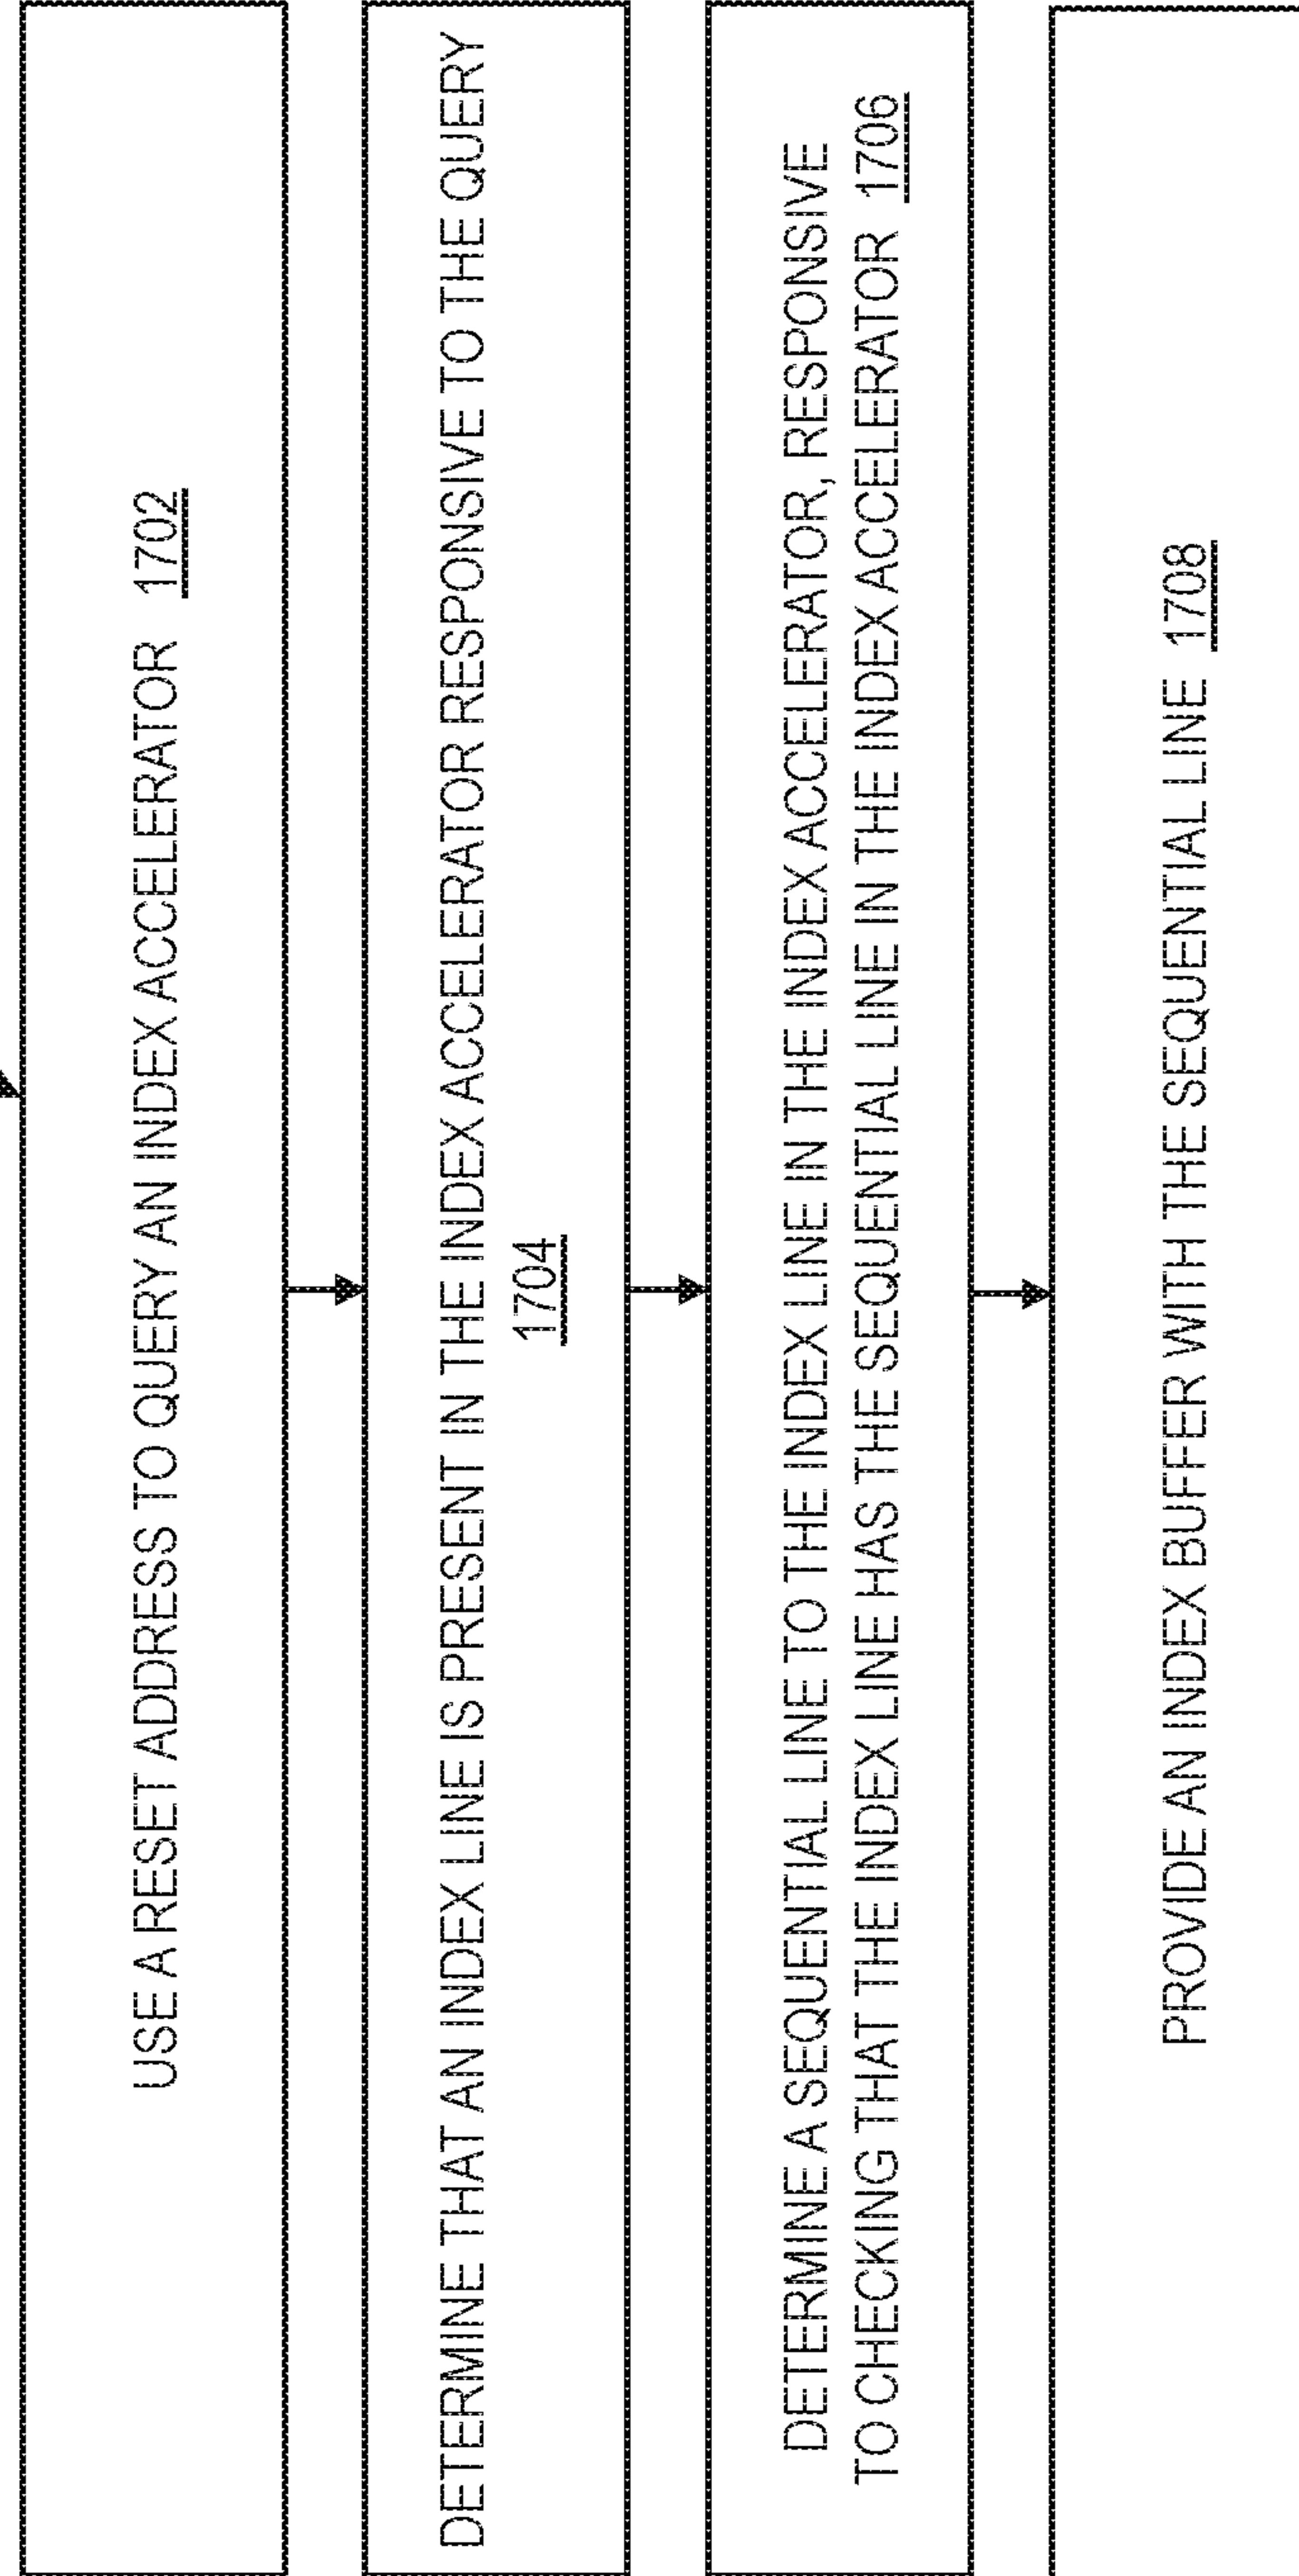 USE A RESET ADDRESS TO QUERY AN INDEX ACCELERATOR 1702
DETERMINE THAT AN INDEX LINE IS PRESENT IN THE INDEX ACCELERATOR RESPONSIVE TO THE QUERY
1704
DETERMINE A SEQUENTIAL LINE TO THE INDEX LINE IN THE INDEX ACCELERATOR, RESPONSIVE
TO CHECKING THAT THE INDEX LINE HAS THE SEQUENTIAL LINE IN THE INDEX ACCELERATOR 1706
PROVIDE AN INDEX BUFFER WITH THE SEQUENTIAL LINE 1708